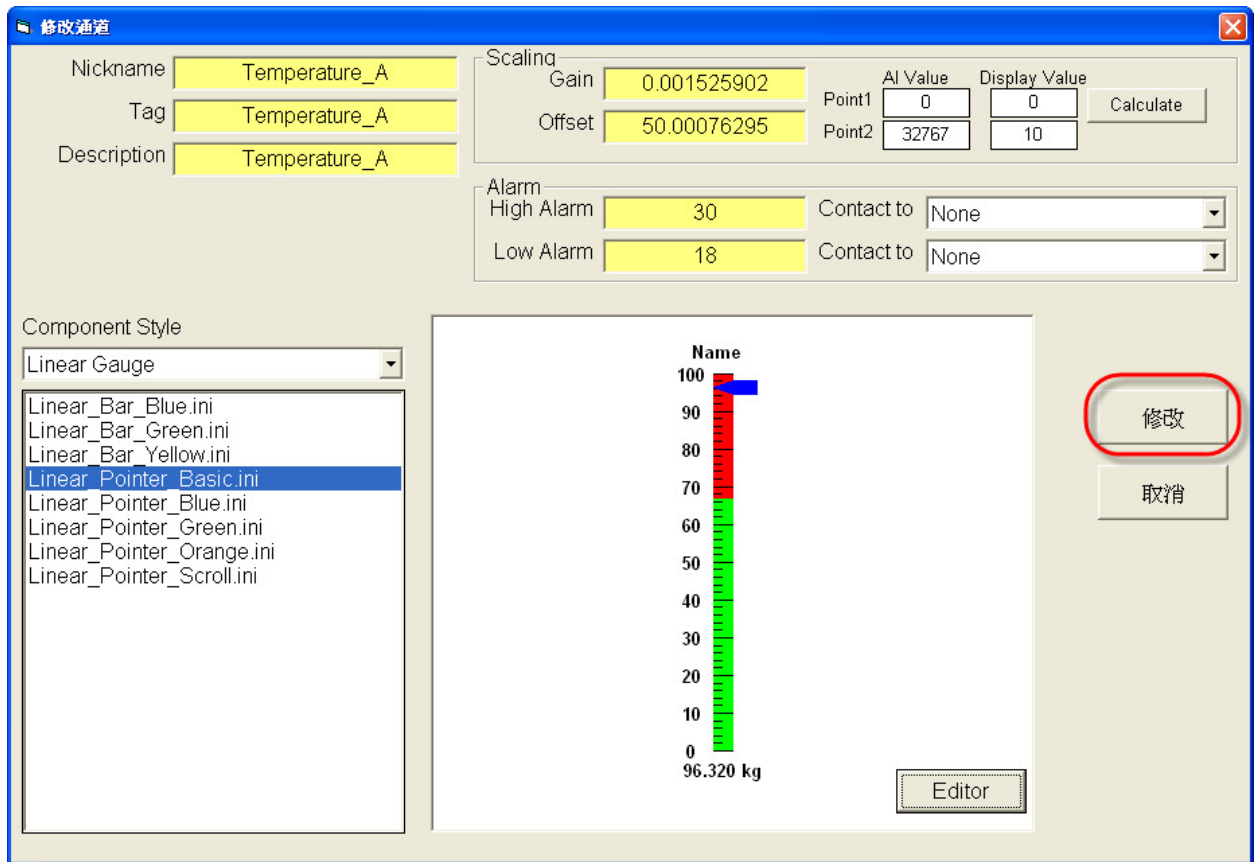 修改通道
Nickname Temperature_A
Tag Temperature_A
Description Temperature_A
Scaling
Gain 0.001525902
Offset 50.00076295
AI Value Display Value
Point1 0 0
Point2 32767 10
Calculate
Alarm
High Alarm 30 Contact to None
Low Alarm 18 Contact to None
Component Style
Linear Gauge
Linear_Bar_Blue.ini
Linear_Bar_Green.ini
Linear_Bar_Yellow.ini
Linear_Pointer_Basic.ini
Linear_Pointer_Blue.ini
Linear_Pointer_Green.ini
Linear_Pointer_Orange.ini
Linear_Pointer_Scroll.ini
Name
100
90
80
70
60
50
40
30
20
10
0
96.320 kg
Editor
修改
取消